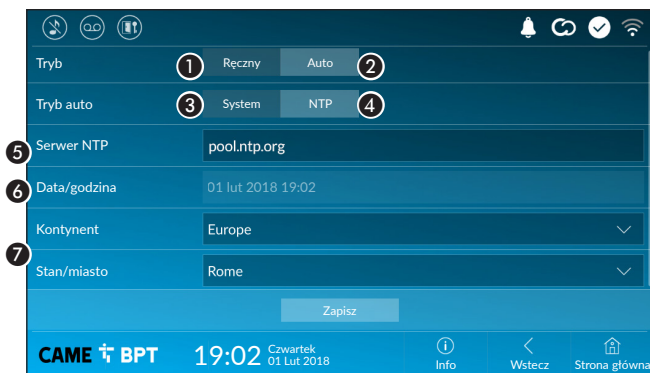 Tryb 1 Ręczny Auto 2
Tryb auto 3 System NTP 4
5 Serwer NTP pool.ntp.org
6 Data/godzina 01 lut 2018 19:02
Kontynent Europe
7
Stan/miasto Rome
Zapisz
CAME BPT 19:02 Czwartek 01 Lut 2018 Info Wstecz Strona główna